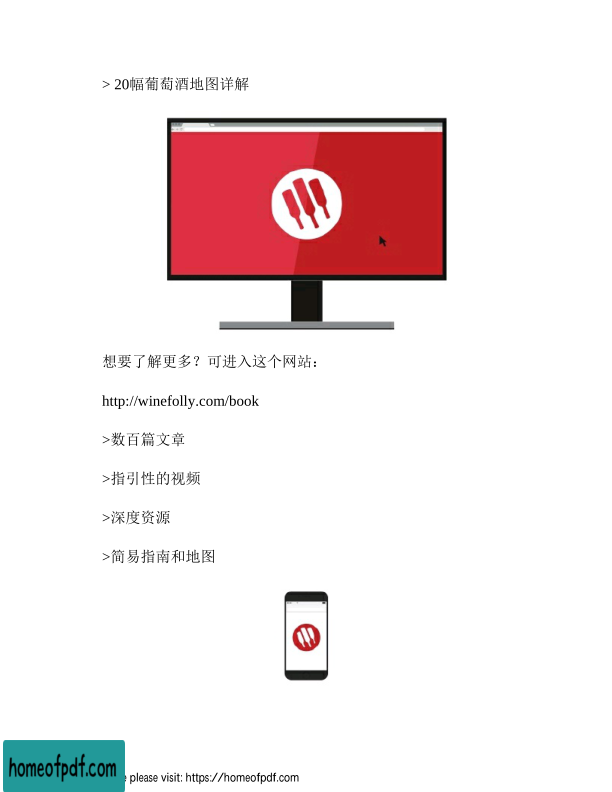 > 20幅葡萄酒地图详解
想要了解更多？可进入这个网站：
http://winefolly.com/book
>数百篇文章
>指引性的视频
>深度资源
>简易指南和地图
homeofpdf.com
please visit: https://homeofpdf.com